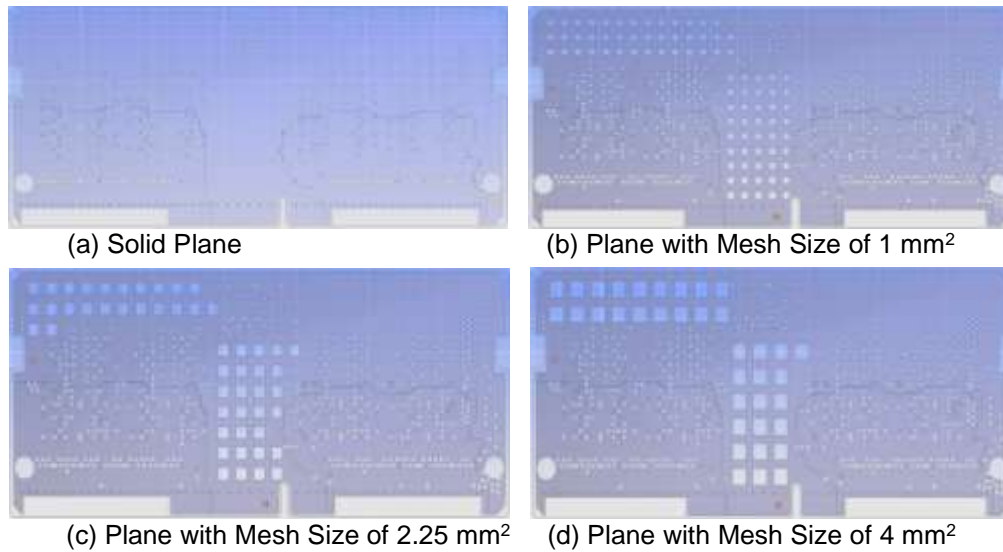 (a) Solid Plane
(b) Plane with Mesh Size of 1 mm²
(c) Plane with Mesh Size of 2.25 mm²
(d) Plane with Mesh Size of 4 mm²